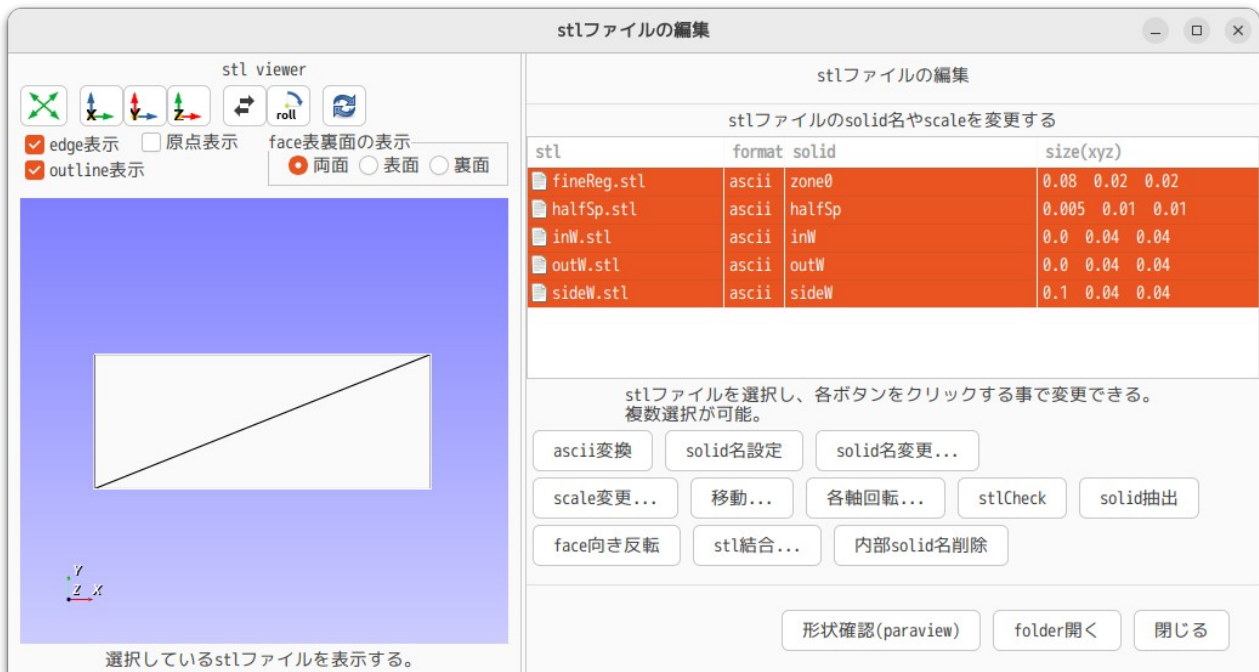 stlファイルの編集
stl viewer
X Y Z roll
edge表示 原点表示 face表裏面の表示
outline表示 両面 表面 裏面
Y
Z X
選択しているstlファイルを表示する。
stlファイルの編集
stlファイルのsolid名やscaleを変更する
stl format solid size(xyz)
fineReg.stl ascii zone0 0.08 0.02 0.02
halfSp.stl ascii halfSp 0.005 0.01 0.01
inW.stl ascii inW 0.0 0.04 0.04
outW.stl ascii outW 0.0 0.04 0.04
sideW.stl ascii sideW 0.1 0.04 0.04
stlファイルを選択し、各ボタンをクリックする事で変更できる。
複数選択が可能。
ascii変換 solid名設定 solid名変更...
scale変更... 移動... 各軸回転... stlCheck solid抽出
face向き反転 stl結合... 内部solid名削除
形状確認(paraview) folder開く 閉じる